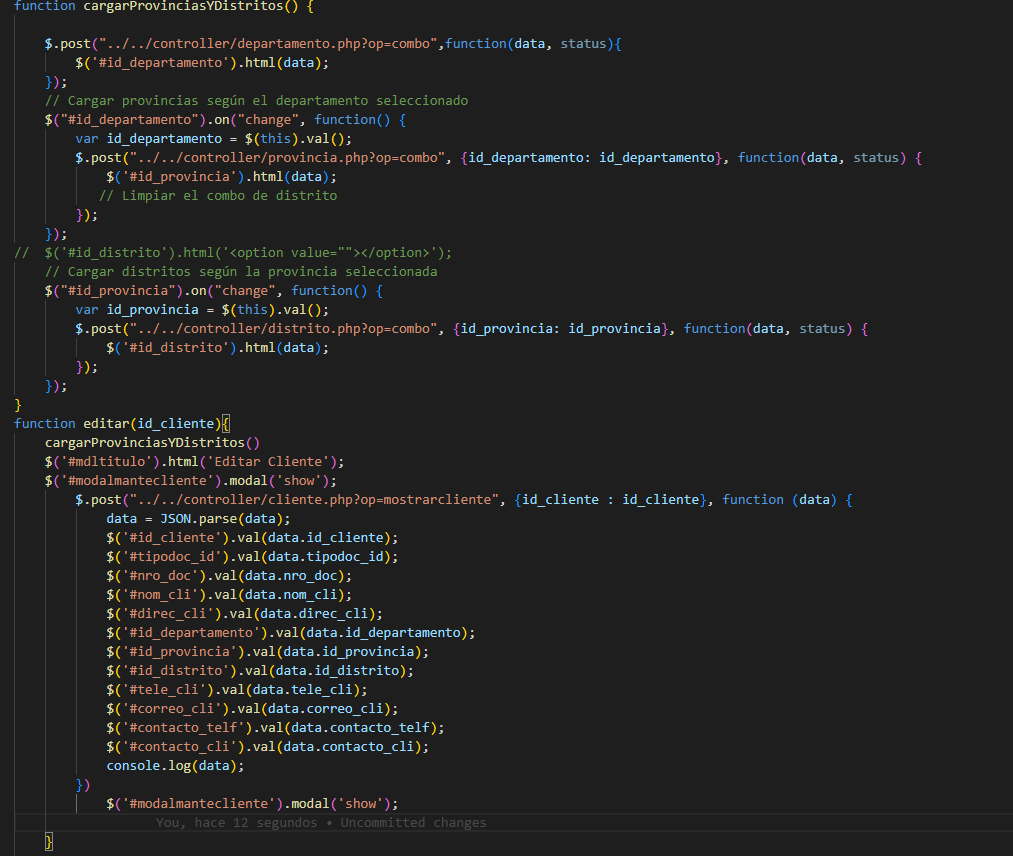 function cargarProvinciasYDistritos() {
$.post("../../controller/departamento.php?op=combo",function(data, status){
$('#id_departamento').html(data);
});
// Cargar provincias según el departamento seleccionado
$("#id_departamento").on("change", function() {
var id_departamento = $(this).val();
$.post("../../controller/provincia.php?op=combo", {id_departamento: id_departamento}, function(data, status) {
$('#id_provincia').html(data);
// Limpiar el combo de distrito
});
});
//  $('#id_distrito').html('<option value=""></option>');
// Cargar distritos según la provincia seleccionada
$("#id_provincia").on("change", function() {
var id_provincia = $(this).val();
$.post("../../controller/distrito.php?op=combo", {id_provincia: id_provincia}, function(data, status) {
$('#id_distrito').html(data);
});
});
}
function editar(id_cliente){
cargarProvinciasYDistritos()
$('#mdltitulo').html('Editar Cliente');
$('#modalmantecliente').modal('show');
$.post("../../controller/cliente.php?op=mostrarcliente", {id_cliente : id_cliente}, function (data) {
data = JSON.parse(data);
$('#id_cliente').val(data.id_cliente);
$('#tipodoc_id').val(data.tipodoc_id);
$('#nro_doc').val(data.nro_doc);
$('#nom_cli').val(data.nom_cli);
$('#direc_cli').val(data.direc_cli);
$('#id_departamento').val(data.id_departamento);
$('#id_provincia').val(data.id_provincia);
$('#id_distrito').val(data.id_distrito);
$('#tele_cli').val(data.tele_cli);
$('#correo_cli').val(data.correo_cli);
$('#contacto_telf').val(data.contacto_telf);
$('#contacto_cli').val(data.contacto_cli);
console.log(data);
})
$('#modalmantecliente').modal('show');
You, hace 12 segundos • Uncommitted changes
}